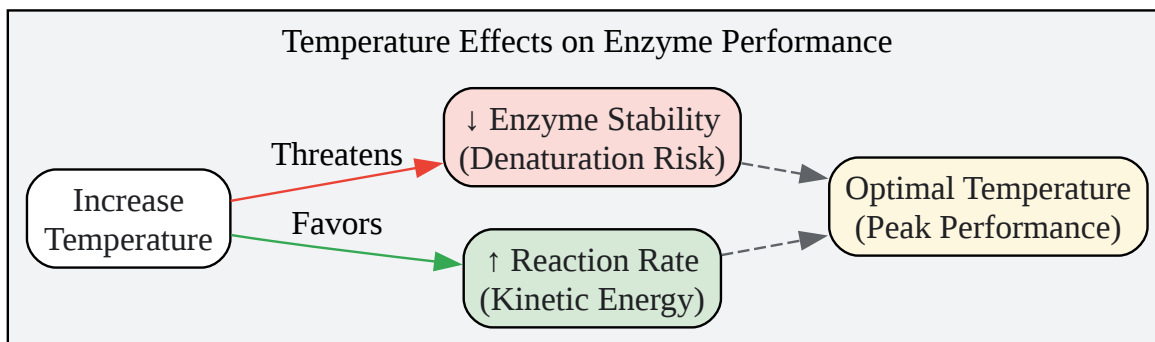 Temperature Effects on Enzyme Performance
Increase
Temperature
Threatens
Favors
↓ Enzyme Stability
(Denaturation Risk)
↑ Reaction Rate
(Kinetic Energy)
Optimal Temperature
(Peak Performance)